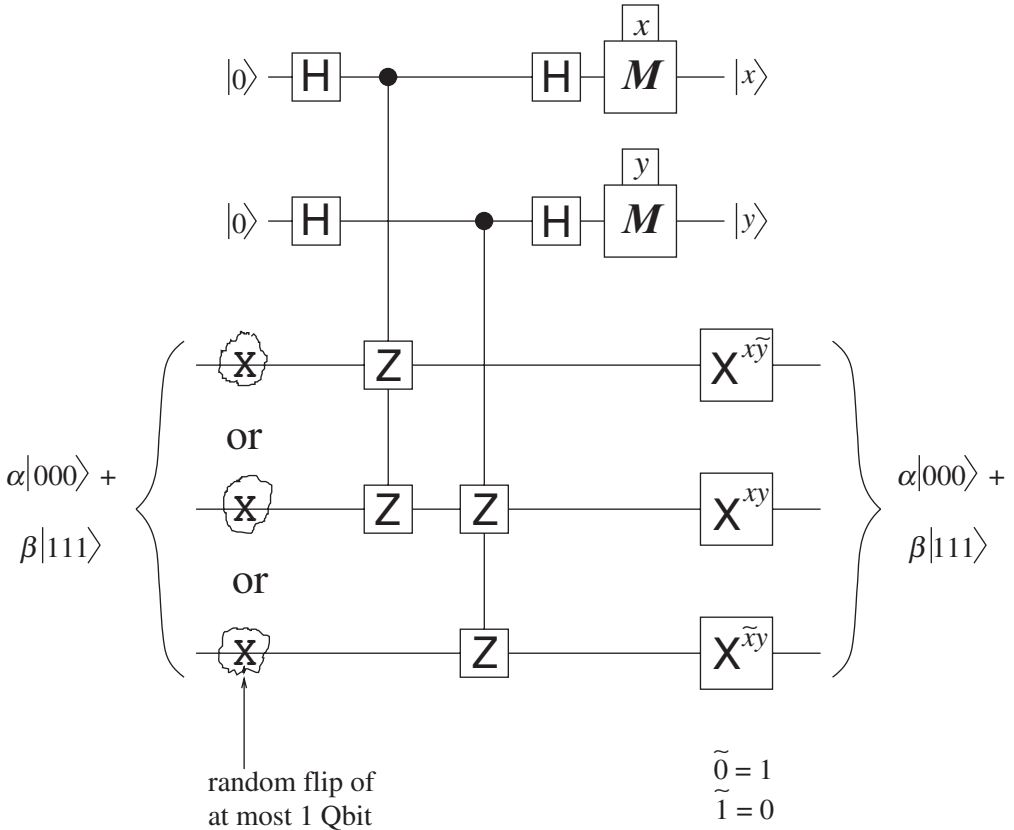 x
|0⟩ H H M |x⟩
y
|0⟩ H H M |y⟩
X Z X^{xỹ}
or
α|000⟩ + Z Z X^{xy} α|000⟩ +
X
β|111⟩ β|111⟩
or
X Z X^{x̃y}
random flip of
at most 1 Qbit
0̃ = 1
1̃ = 0